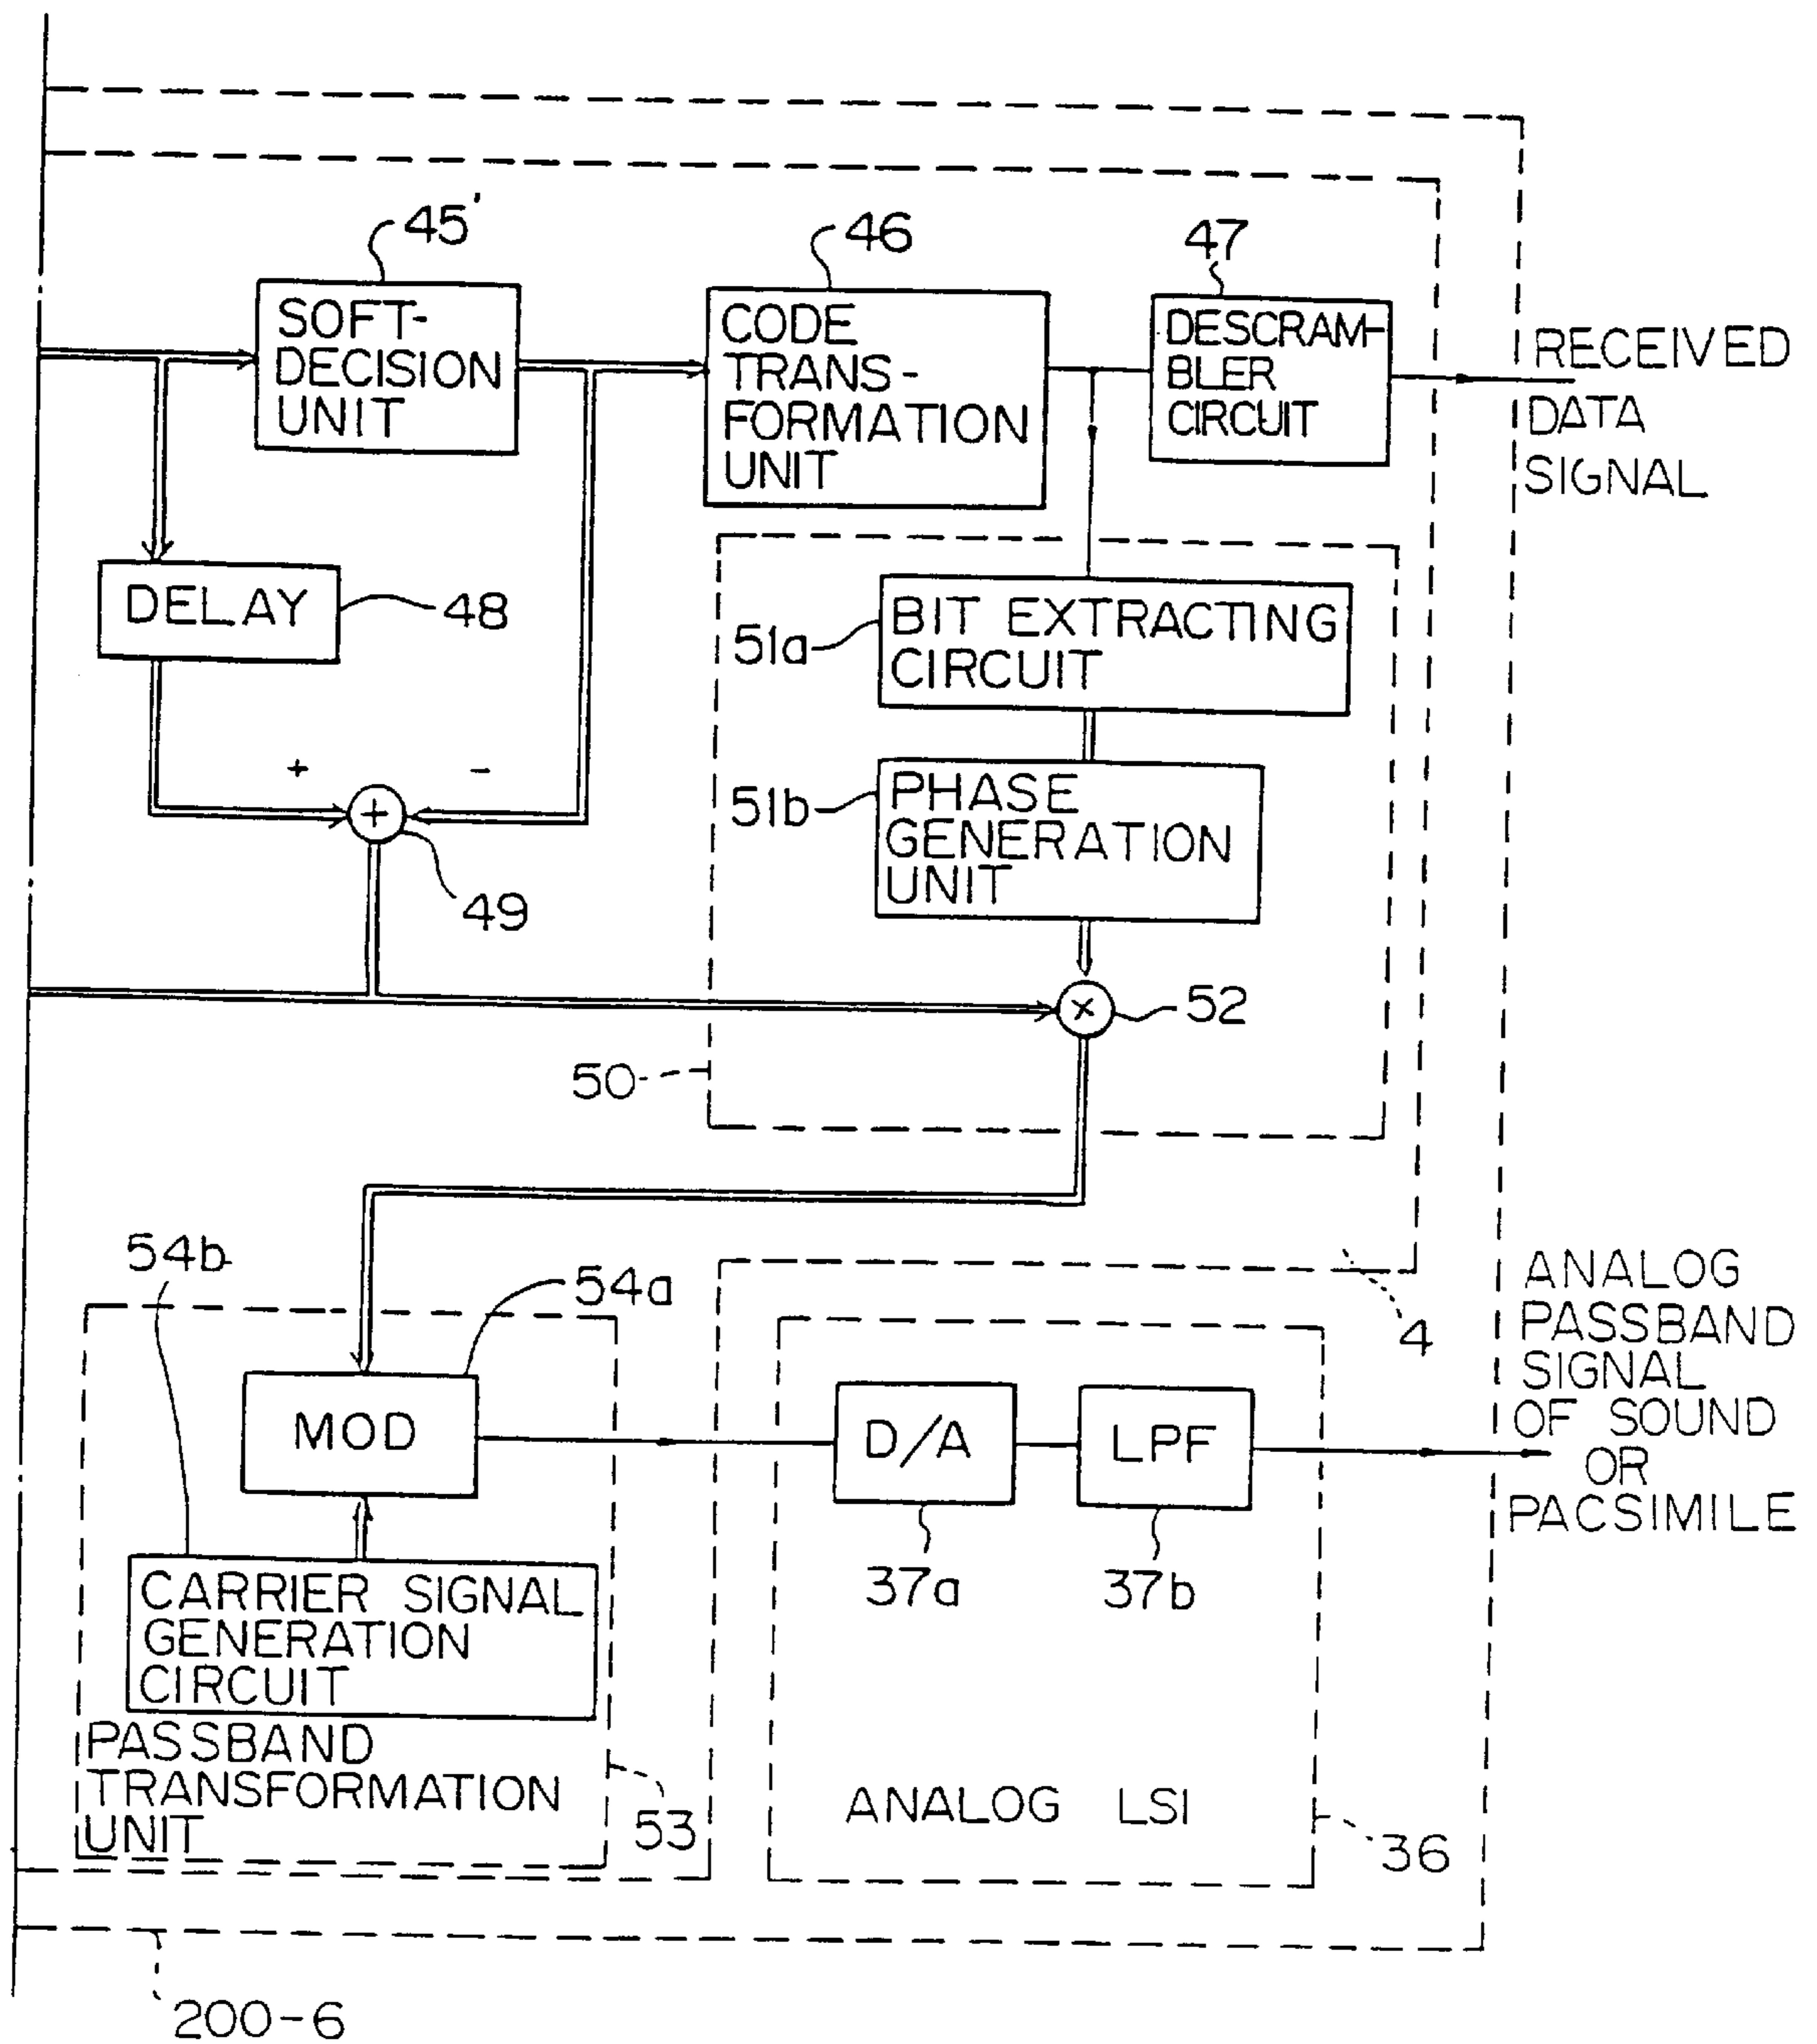 45'
46
47
SOFT-
DECISION
UNIT
CODE
TRANS-
FORMATION
UNIT
DESCRAM-
BLER
CIRCUIT
RECEIVED
DATA
SIGNAL
DELAY
48
51a
BIT EXTRACTING
CIRCUIT
+
-
+
49
51b
PHASE
GENERATION
UNIT
×
52
50
54b
54a
4
ANALOG
PASSBAND
SIGNAL
OF SOUND
OR
PACSIMILE
MOD
D/A
LPF
37a
37b
CARRIER SIGNAL
GENERATION
CIRCUIT
PASSBAND
TRANSFORMATION
UNIT
53
ANALOG LSI
36
200-6